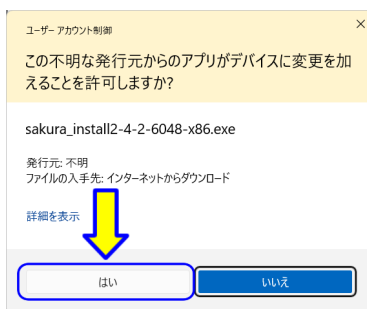 ユーザー アカウント制御
この不明な発行元からのアプリがデバイスに変更を加
えることを許可しますか?
sakura_install2-4-2-6048-x86.exe
発行元: 不明
ファイルの入手先: インターネットからダウンロード
詳細を表示
はい
いいえ